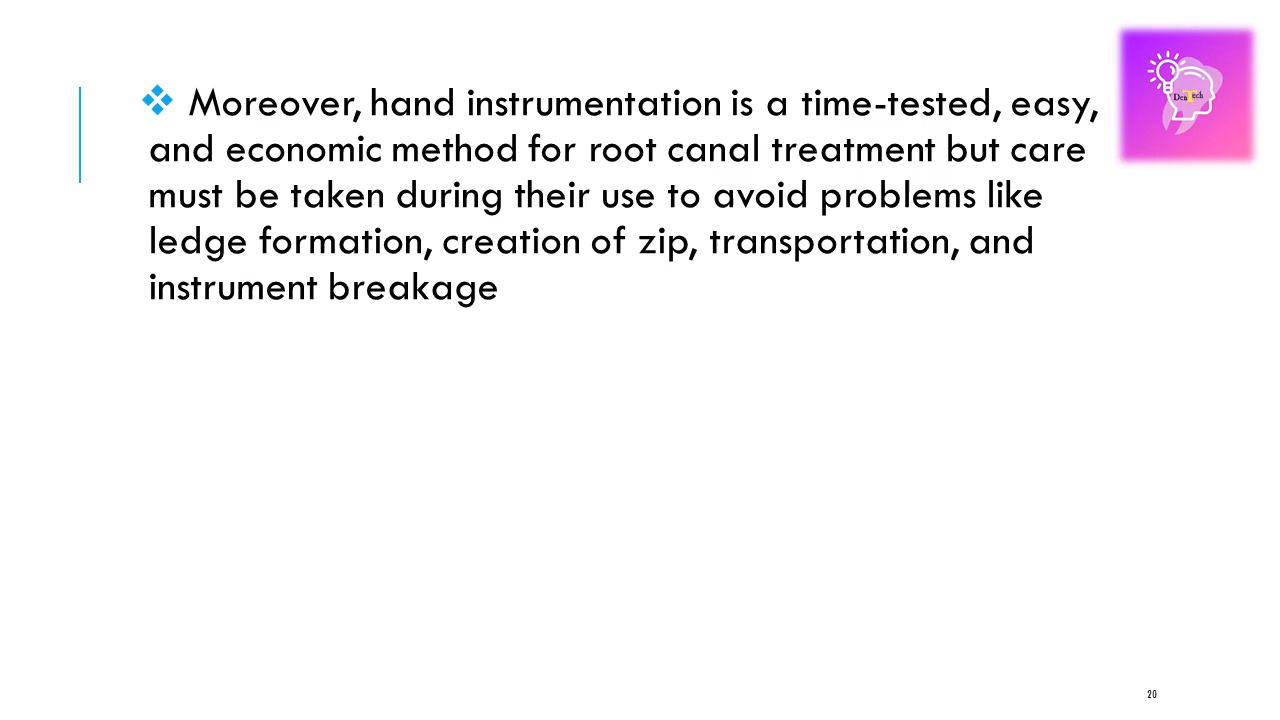 ❖ Moreover, hand instrumentation is a time-tested, easy,
and economic method for root canal treatment but care
must be taken during their use to avoid problems like
ledge formation, creation of zip, transportation, and
instrument breakage
DenTech
20